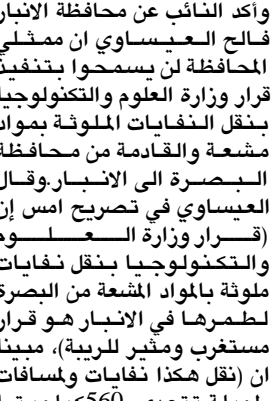 وأكد النائب عن محافظة الانبار
فالح العيساوي ان ممثلي
المحافظة لن يسمحوا بتنفيذ
قرار وزارة العلوم والتكنولوجيا
بنقل النفايات الملوثة بمواد
مشعة والقادمة من محافظة
البصرة الى الانبار.وقال
العيساوي في تصريح امس إن
(قرار وزارة العلوم
والتكنولوجيا بنقل نفايات
ملوثة بالمواد المشعة من البصرة
لطمرها في الانبار هو قرار
مستغرب ومثير للريبة)، مبينا
ان (نقل هكذا نفايات ولمسافات
560